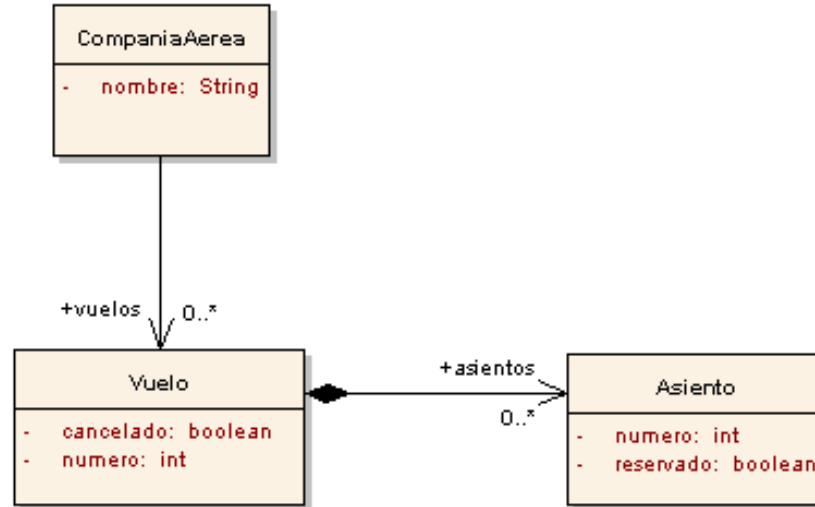 CompaniaAerea
- nombre: String
+vuelos 0..*
Vuelo
- cancelado: boolean
- numero: int
+asientos
0..*
Asiento
- numero: int
- reservado: boolean